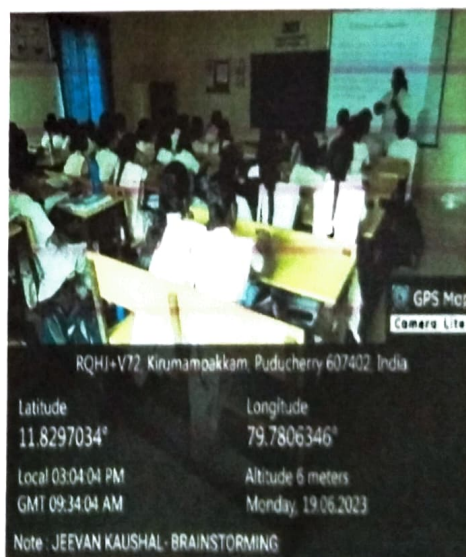 GPS Map
Camera Lite
RQHJ+V72, Kirumampakkam, Puducherry 607402, India
Latitude
11.8297034°
Longitude
79.7806346°
Local 03:04:04 PM
GMT 09:34:04 AM
Altitude 6 meters
Monday, 19.06.2023
Note : JEEVAN KAUSHAL- BRAINSTORMING